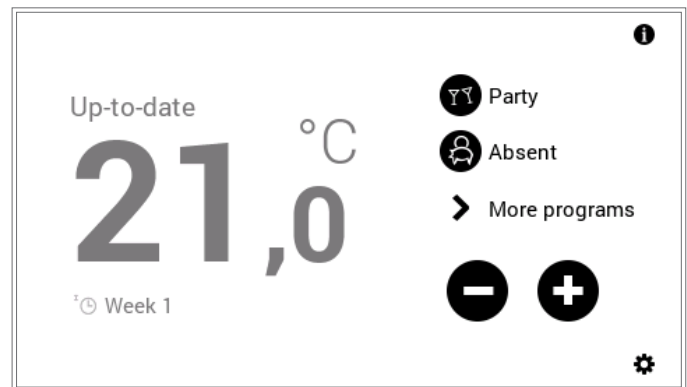 Up-to-date
21,0 °C
Week 1
Party
Absent
More programs